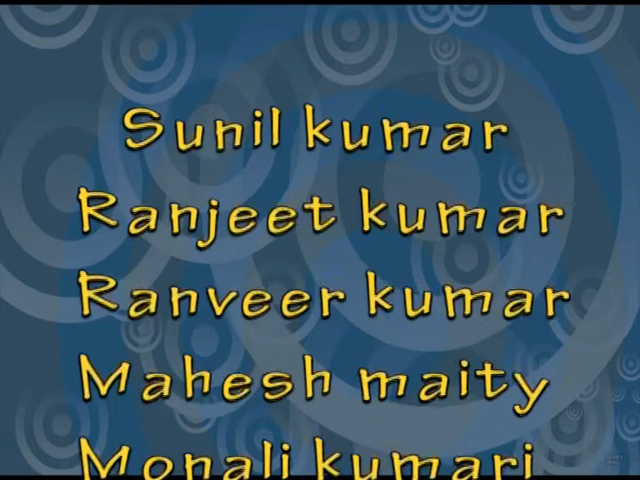 Sunil kumar
Ranjeet kumar
Ranveer kumar
Mahesh maity
Monali kumari